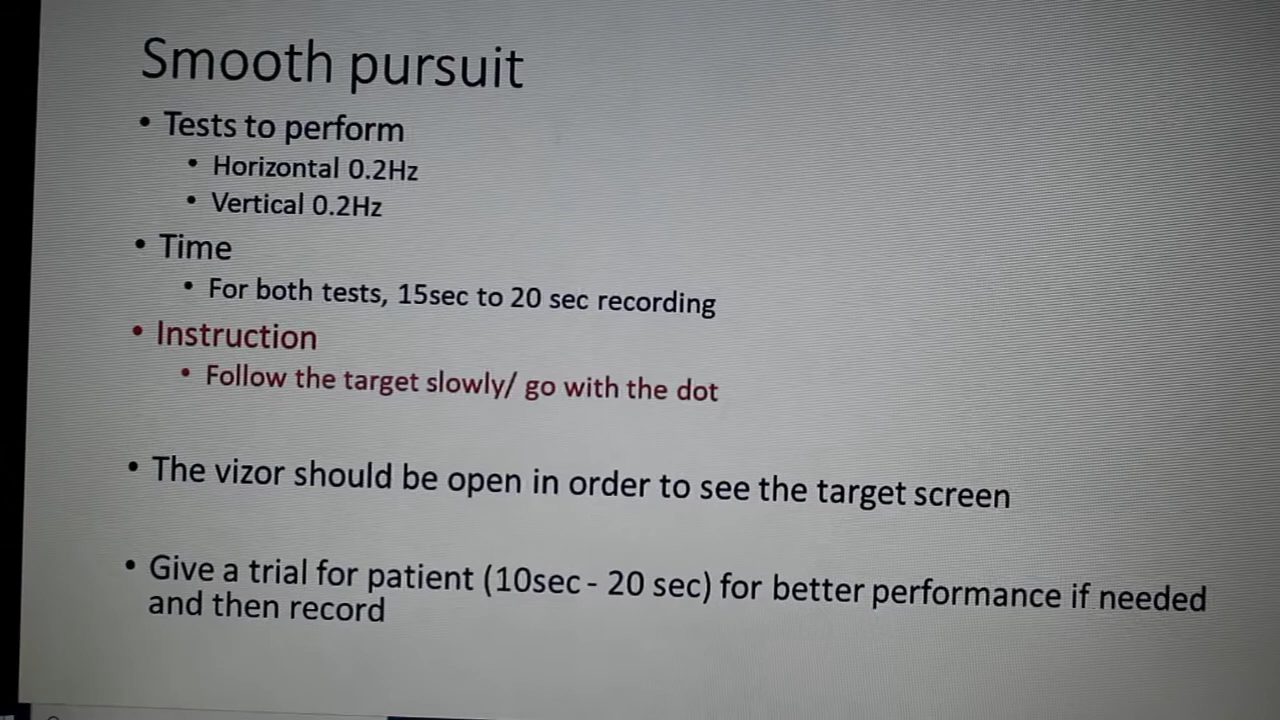 Smooth pursuit
• Tests to perform
• Horizontal 0.2Hz
• Vertical 0.2Hz
• Time
• For both tests, 15sec to 20 sec recording
• Instruction
• Follow the target slowly/ go with the dot
• The vizor should be open in order to see the target screen
• Give a trial for patient (10sec - 20 sec) for better performance if needed
and then record